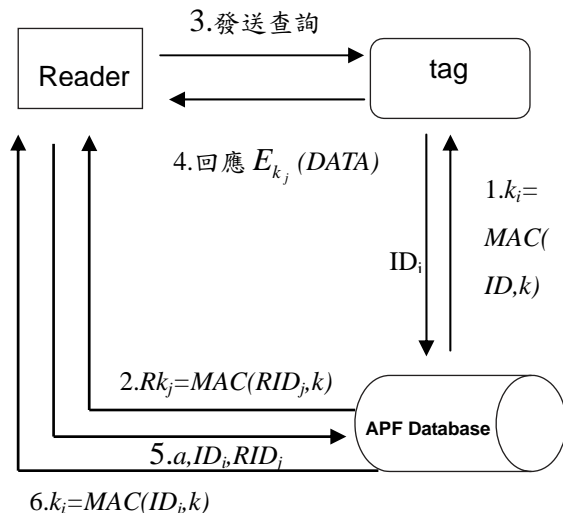 3.發送查詢
Reader
tag
4.回應 E_{k_j} (DATA)
1.k_i=
MAC(
ID,k)
ID_i
2.Rk_j=MAC(RID_j,k)
APF Database
5.a,ID_i,RID_j
6.k_i=MAC(ID_i,k)